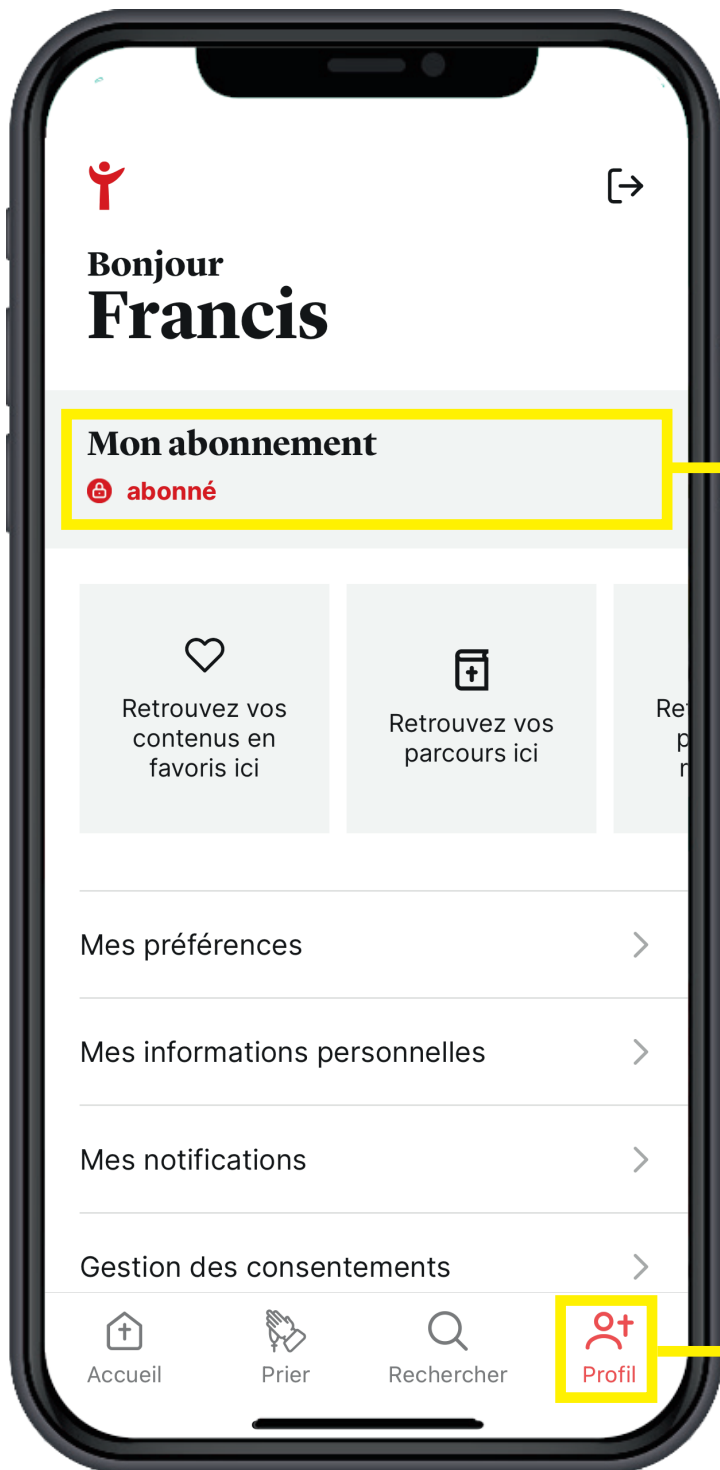 Bonjour
Francis
Mon abonnement
abonné
Retrouvez vos
contenus en
favoris ici
Retrouvez vos
parcours ici
Mes préférences
Mes informations personnelles
Mes notifications
Gestion des consentements
Accueil
Prier
Rechercher
Profil